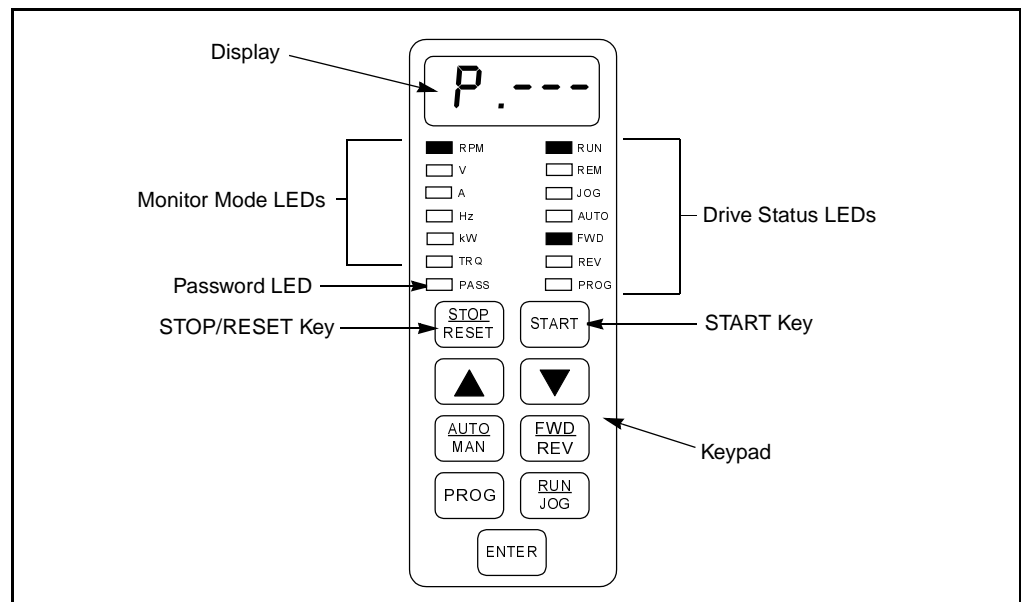 Display
P.---
RPM RUN
V REM
A JOG
Hz AUTO
kW FWD
TRQ REV
PASS PROG
Monitor Mode LEDs
Drive Status LEDs
Password LED
STOP/RESET Key
START Key
STOP
RESET
START
AUTO
MAN
FWD
REV
Keypad
PROG
RUN
JOG
ENTER